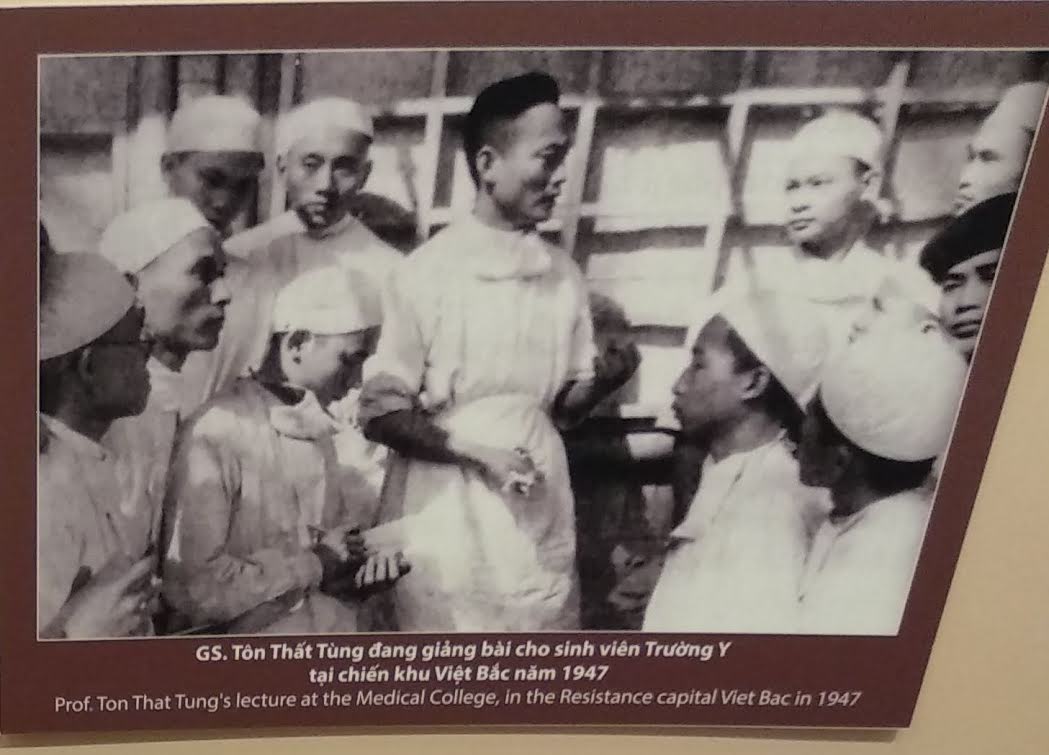 GS. Tôn Thất Tùng đang giảng bài cho sinh viên Trường Y
tại chiến khu Việt Bắc năm 1947
Prof. Ton That Tung's lecture at the Medical College, in the Resistance capital Viet Bac in 1947